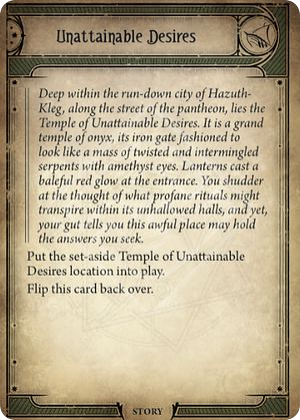 Unattainable Desires
Deep within the run-down city of Hazuth-
Kleg, along the street of the pantheon, lies the
Temple of Unattainable Desires. It is a grand
temple of onyx, its iron gate fashioned to
look like a mass of twisted and intermingled
serpents with amethyst eyes. Lanterns cast a
baleful red glow at the entrance. You shudder
at the thought of what profane rituals might
transpire within its unhallowed halls, and yet,
your gut tells you this awful place may hold
the answers you seek.
Put the set-aside Temple of Unattainable
Desires location into play.
Flip this card back over.
STORY